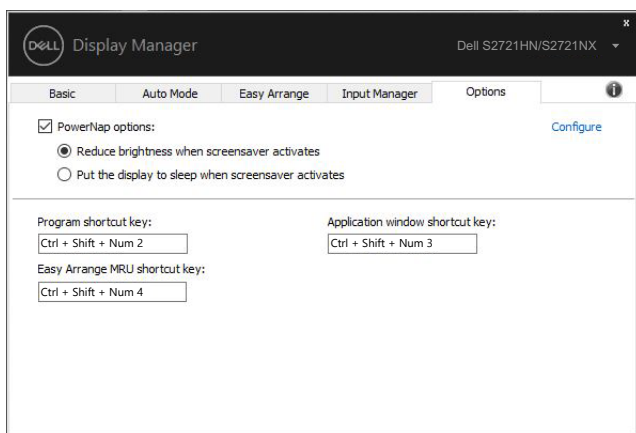 x
DELL Display Manager Dell S2721HN/S2721NX
Basic Auto Mode Easy Arrange Input Manager Options
PowerNap options: Configure
Reduce brightness when screensaver activates
Put the display to sleep when screensaver activates
Program shortcut key: Application window shortcut key:
Ctrl + Shift + Num 2 Ctrl + Shift + Num 3
Easy Arrange MRU shortcut key:
Ctrl + Shift + Num 4